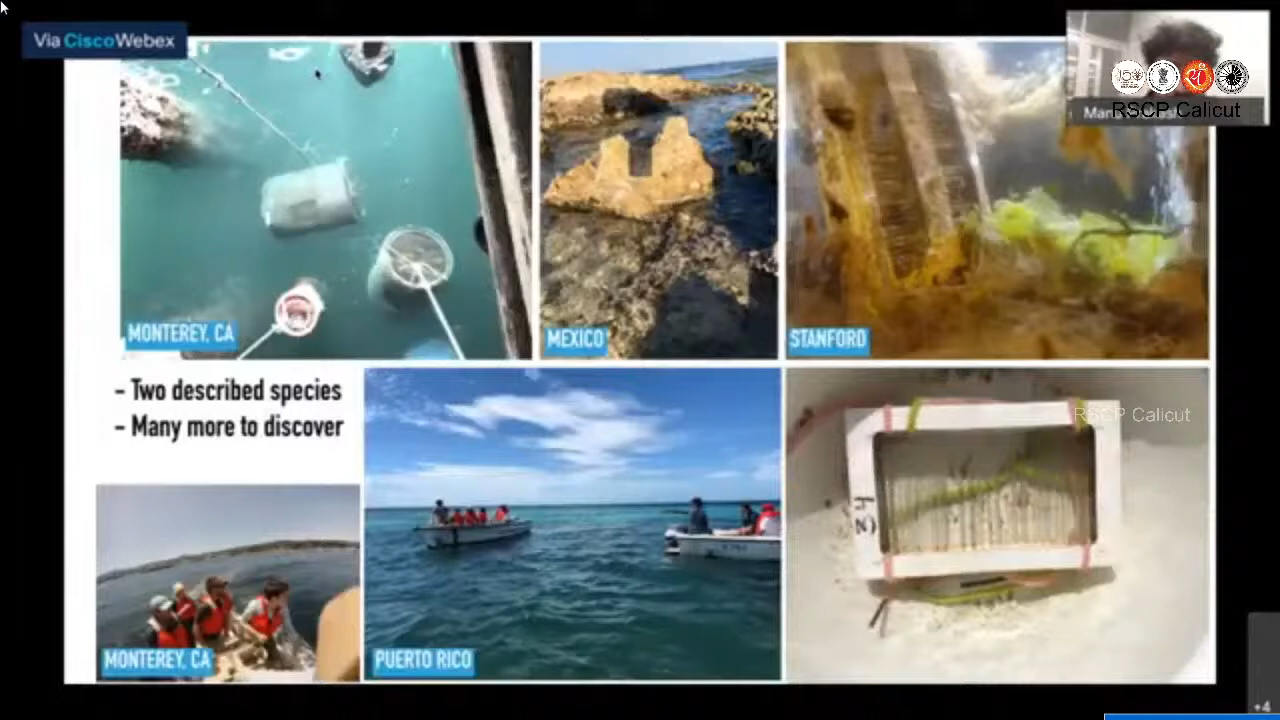 Via CiscoWebex
RSCP Calicut
MONTEREY, CA
MEXICO
STANFORD
- Two described species
- Many more to discover
RSCP Calicut
MONTEREY, CA
PUERTO RICO
+4